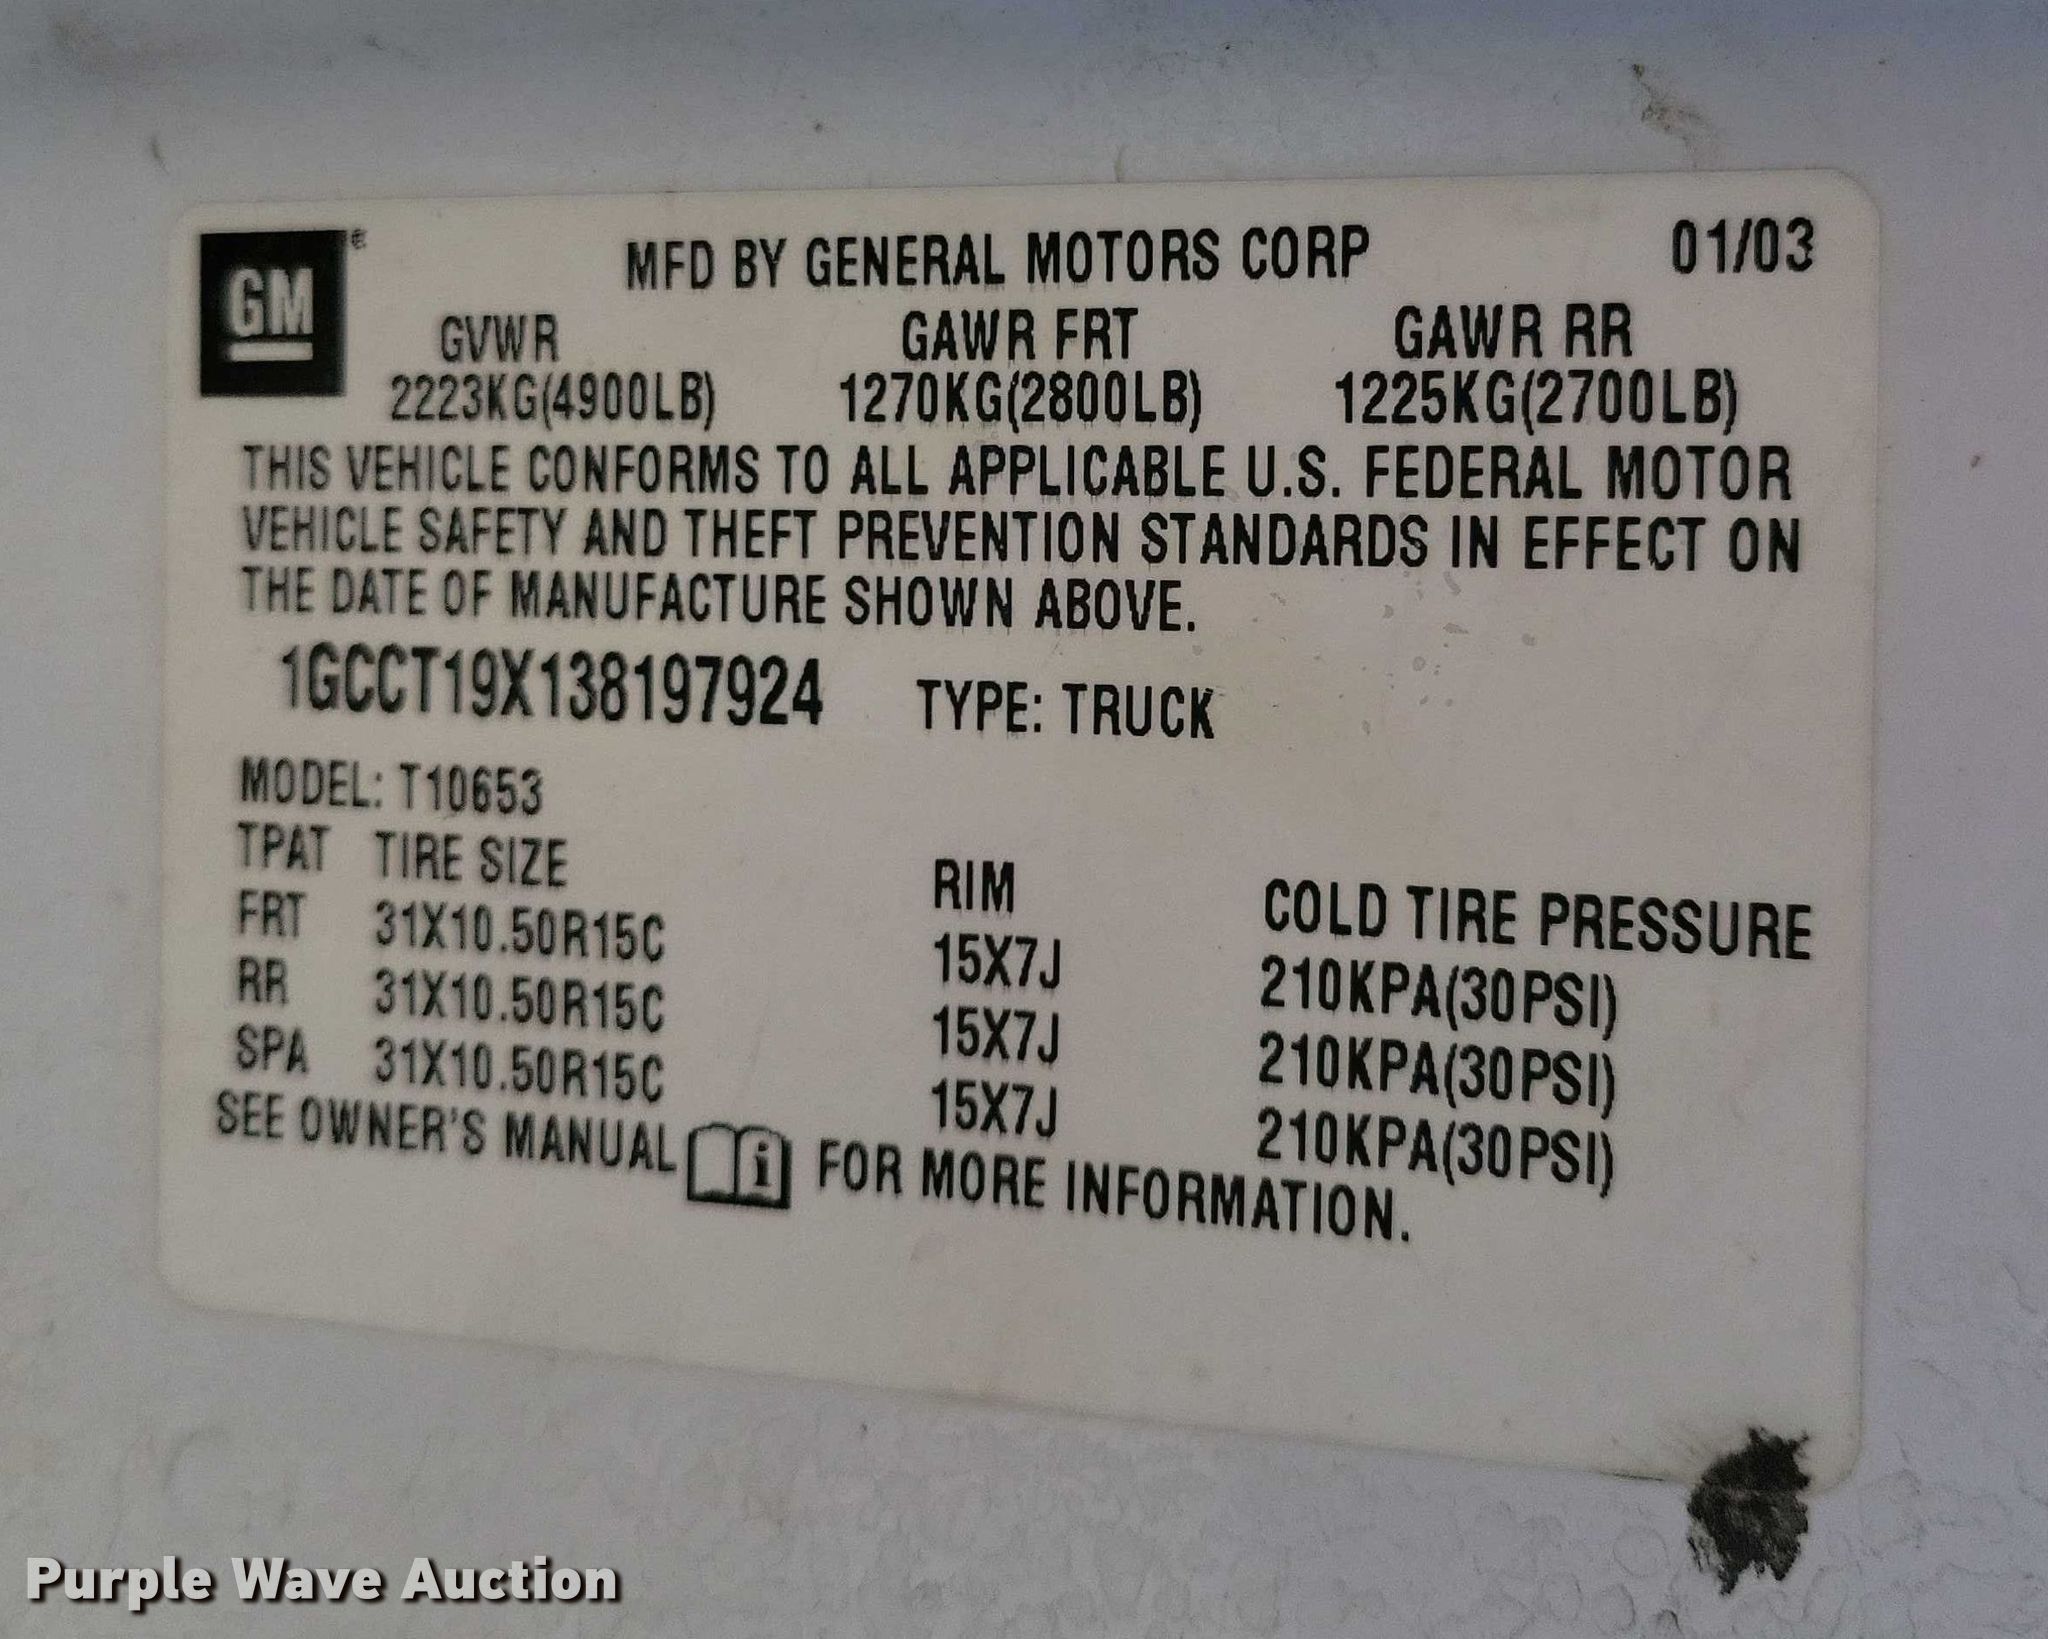 GM
MFD BY GENERAL MOTORS CORP 01/03
GVWR GAWR FRT GAWR RR
2223KG(4900LB) 1270KG(2800LB) 1225KG(2700LB)
THIS VEHICLE CONFORMS TO ALL APPLICABLE U.S. FEDERAL MOTOR
VEHICLE SAFETY AND THEFT PREVENTION STANDARDS IN EFFECT ON
THE DATE OF MANUFACTURE SHOWN ABOVE.
1GCCT19X138197924 TYPE: TRUCK
MODEL: T10653
TPAT TIRE SIZE RIM COLD TIRE PRESSURE
FRT 31X10.50R15C 15X7J 210KPA(30PSI)
RR 31X10.50R15C 15X7J 210KPA(30PSI)
SPA 31X10.50R15C 15X7J 210KPA(30PSI)
SEE OWNER'S MANUAL i FOR MORE INFORMATION.
Purple Wave Auction